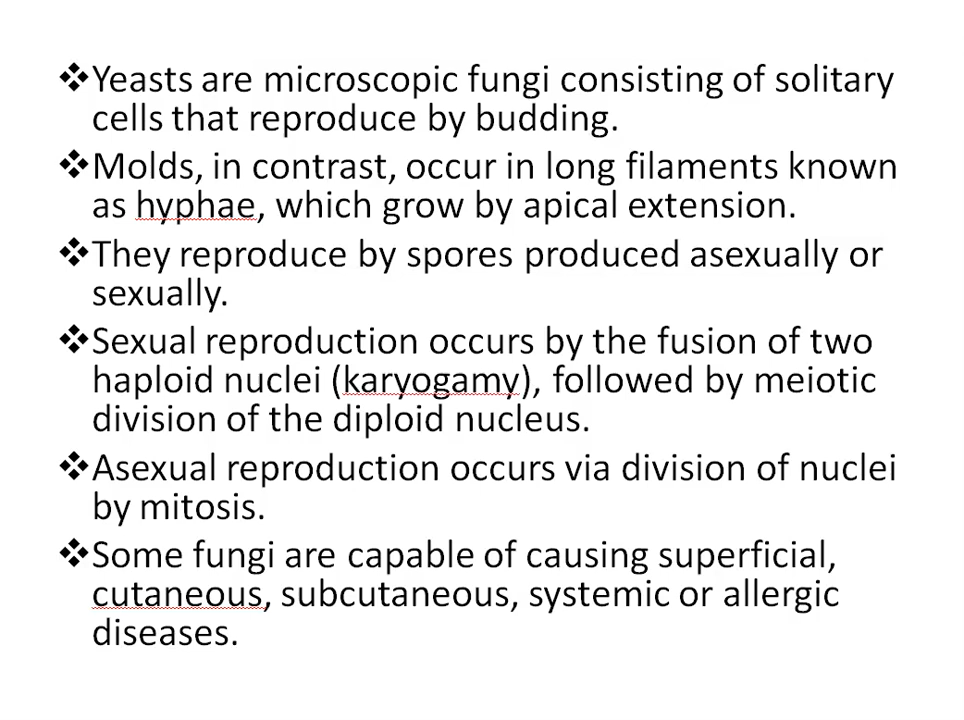 ❖Yeasts are microscopic fungi consisting of solitary
cells that reproduce by budding.
❖Molds, in contrast, occur in long filaments known
as hyphae, which grow by apical extension.
❖They reproduce by spores produced asexually or
sexually.
❖Sexual reproduction occurs by the fusion of two
haploid nuclei (karyogamy), followed by meiotic
division of the diploid nucleus.
❖Asexual reproduction occurs via division of nuclei
by mitosis.
❖Some fungi are capable of causing superficial,
cutaneous, subcutaneous, systemic or allergic
diseases.